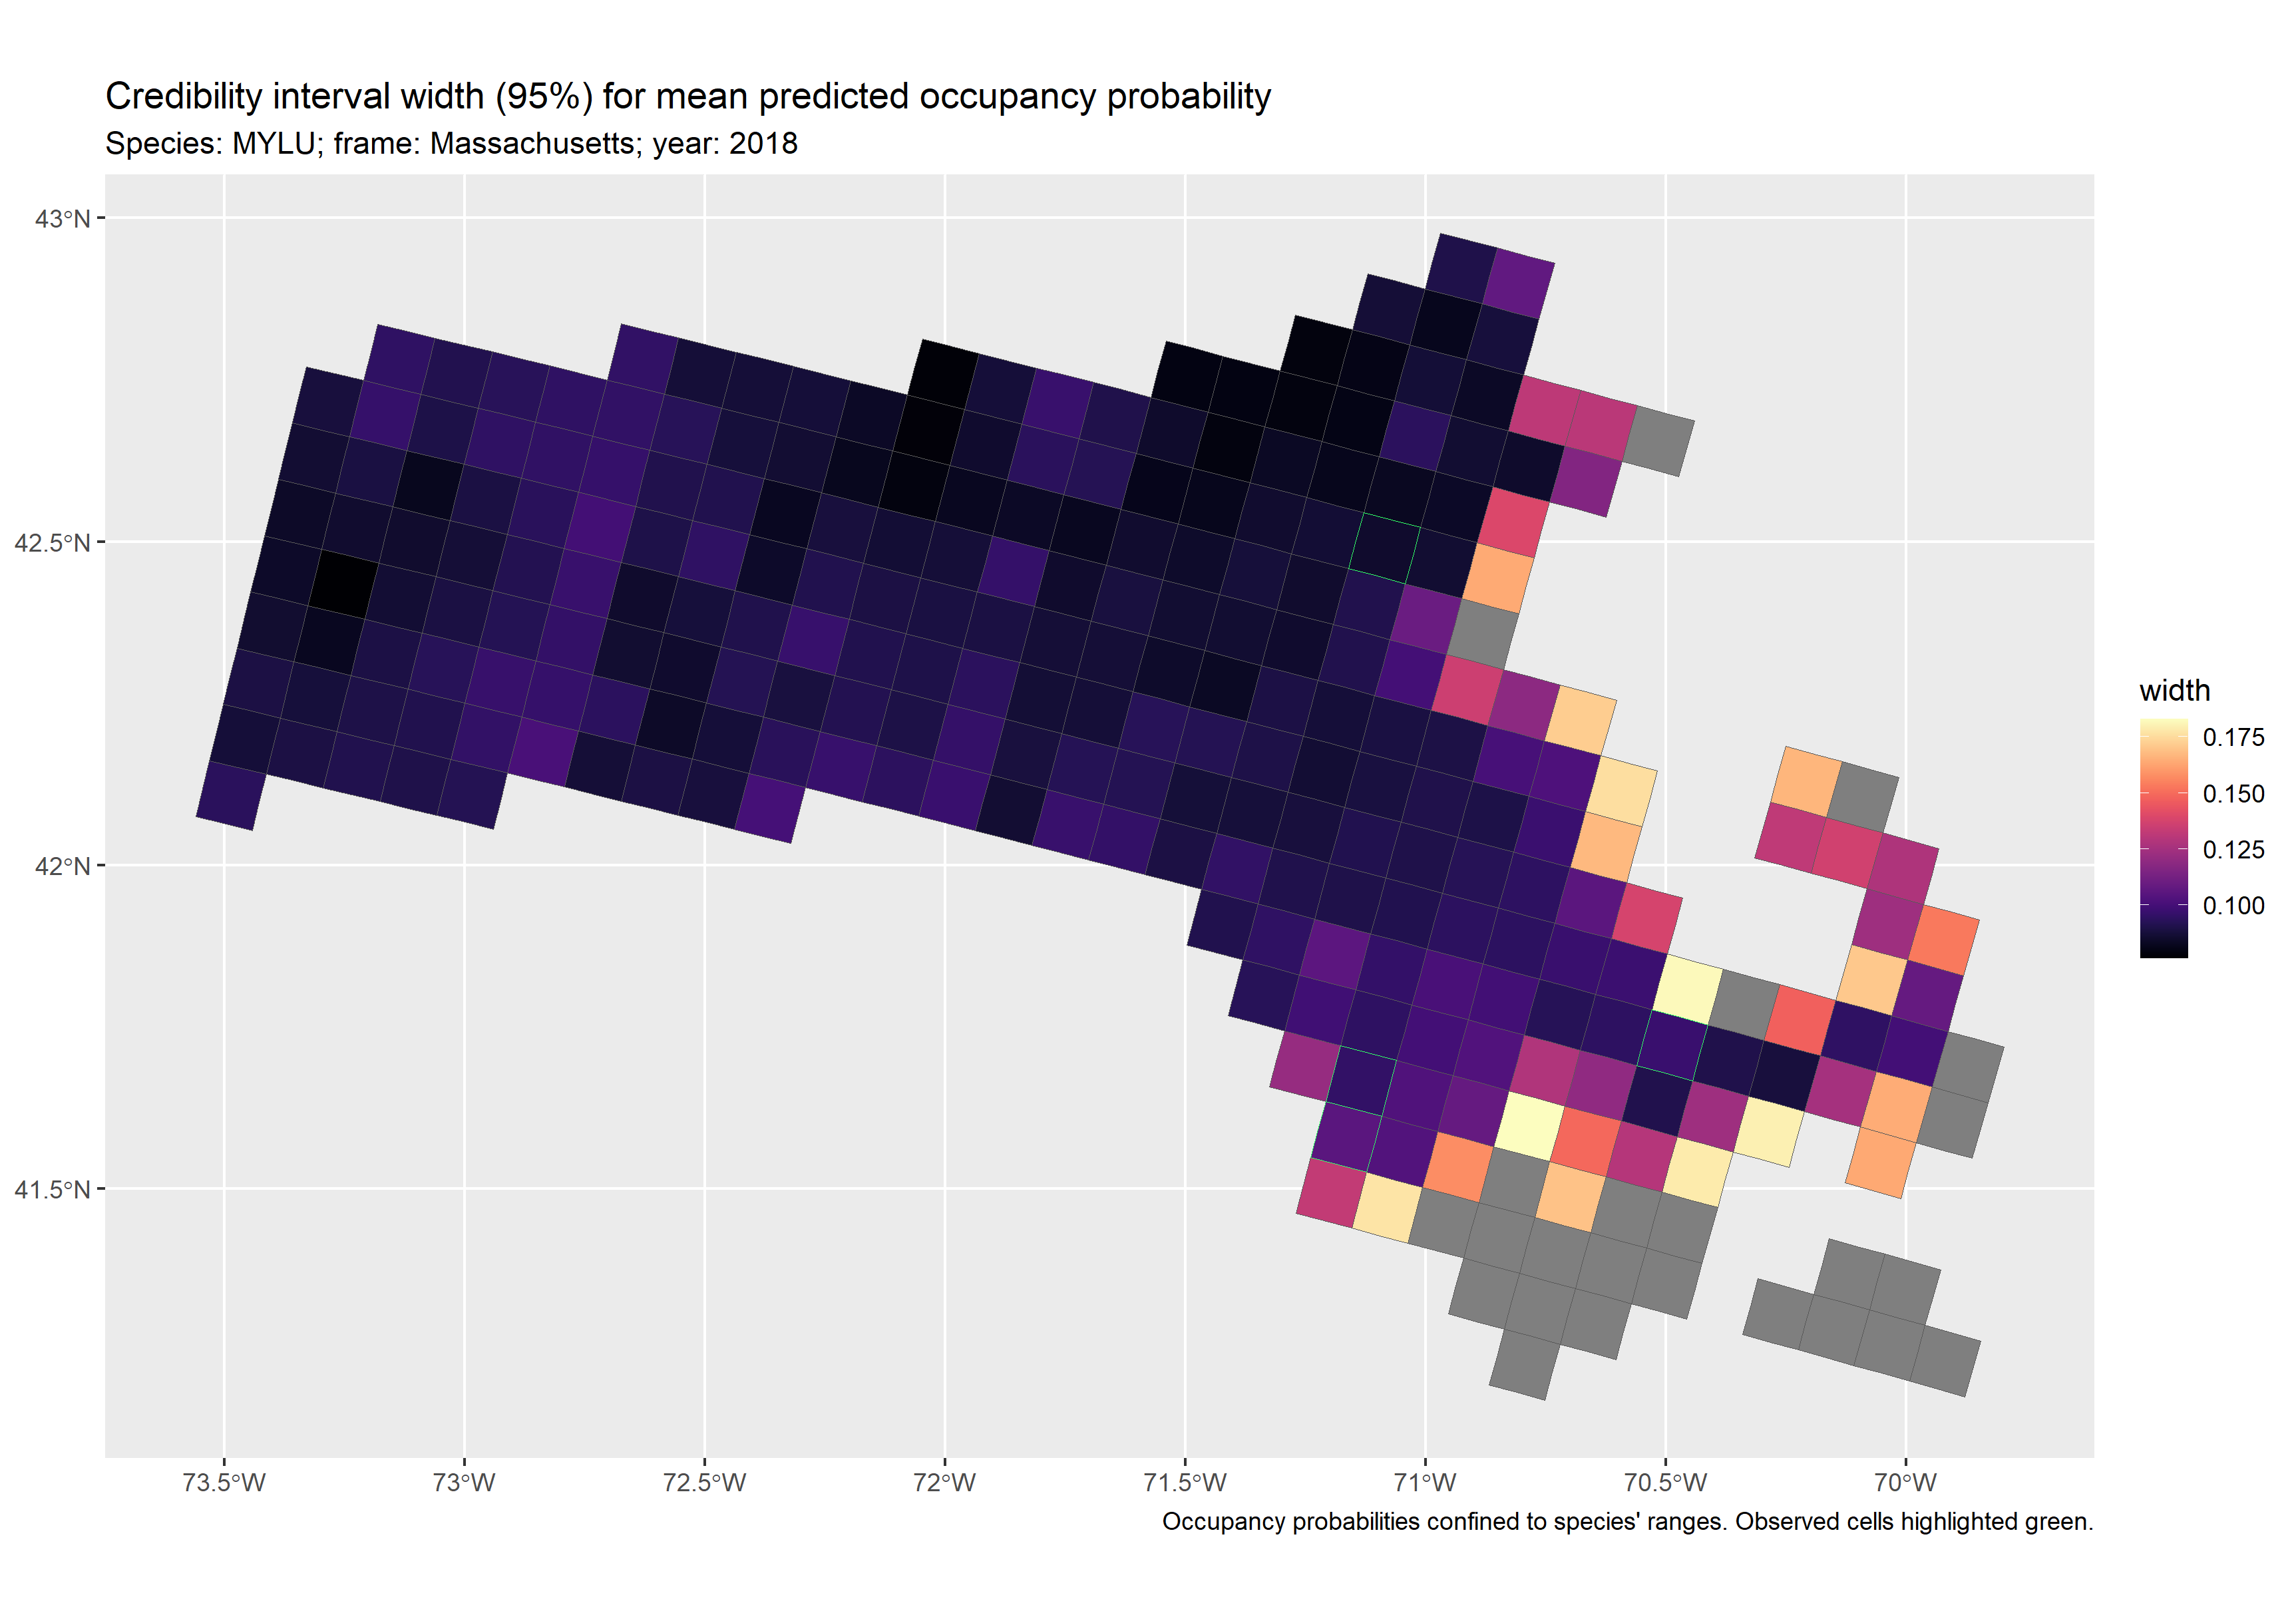 Credibility interval width (95%) for mean predicted occupancy probability
Species: MYLU; frame: Massachusetts; year: 2018
43°N
42.5°N
42°N
41.5°N
73.5°W
73°W
72.5°W
72°W
71.5°W
71°W
70.5°W
70°W
width
0.175
0.150
0.125
0.100
Occupancy probabilities confined to species' ranges. Observed cells highlighted green.